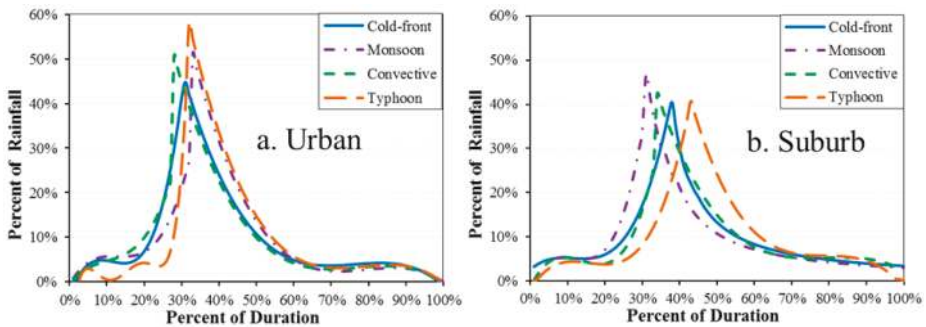 60%
50%
40%
30%
20%
10%
0%
Percent of Rainfall
Cold-front
Monsoon
Convective
Typhoon
a. Urban
0% 10% 20% 30% 40% 50% 60% 70% 80% 90% 100%
Percent of Duration
60%
50%
40%
30%
20%
10%
0%
Percent of Rainfall
Cold-front
Monsoon
Convective
Typhoon
b. Suburb
0% 10% 20% 30% 40% 50% 60% 70% 80% 90% 100%
Percent of Duration